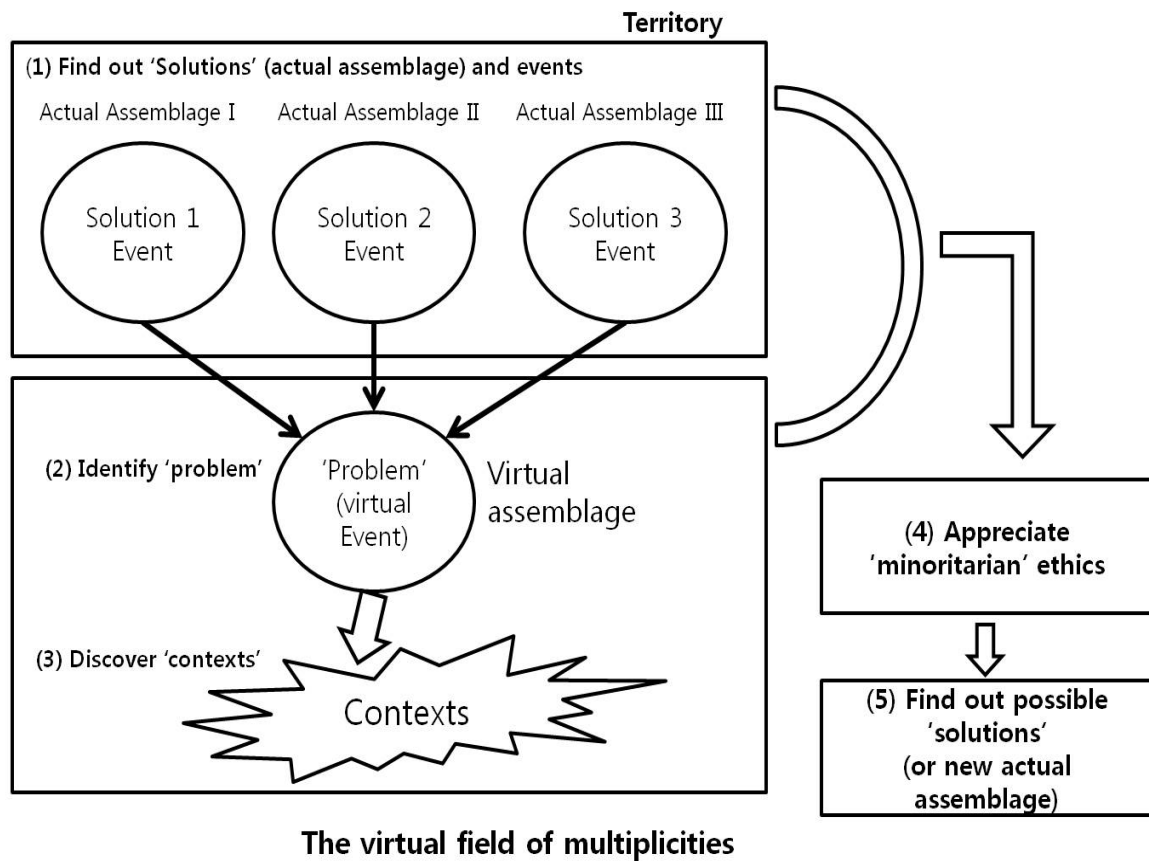 Territory
(1) Find out ‘Solutions’ (actual assemblage) and events
Actual Assemblage Ⅰ
Actual Assemblage Ⅱ
Actual Assemblage Ⅲ
Solution 1
Event
Solution 2
Event
Solution 3
Event
(2) Identify ‘problem’
‘Problem‘
(virtual
Event)
Virtual
assemblage
(3) Discover ‘contexts’
Contexts
(4) Appreciate
‘minoritarian’ ethics
(5) Find out possible
‘solutions‘
(or new actual
assemblage)
The virtual field of multiplicities